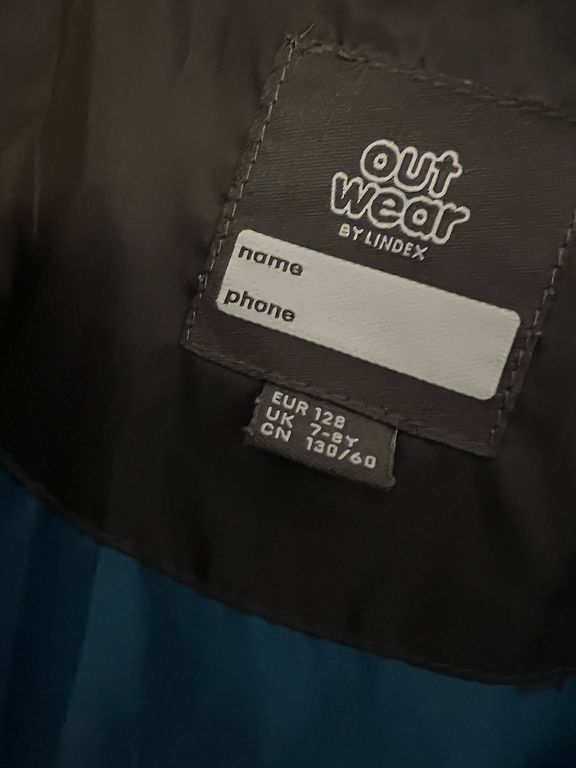 out
wear
BY LINDEX
name
phone
EUR 128
UK 7-8Y
CN 130/60